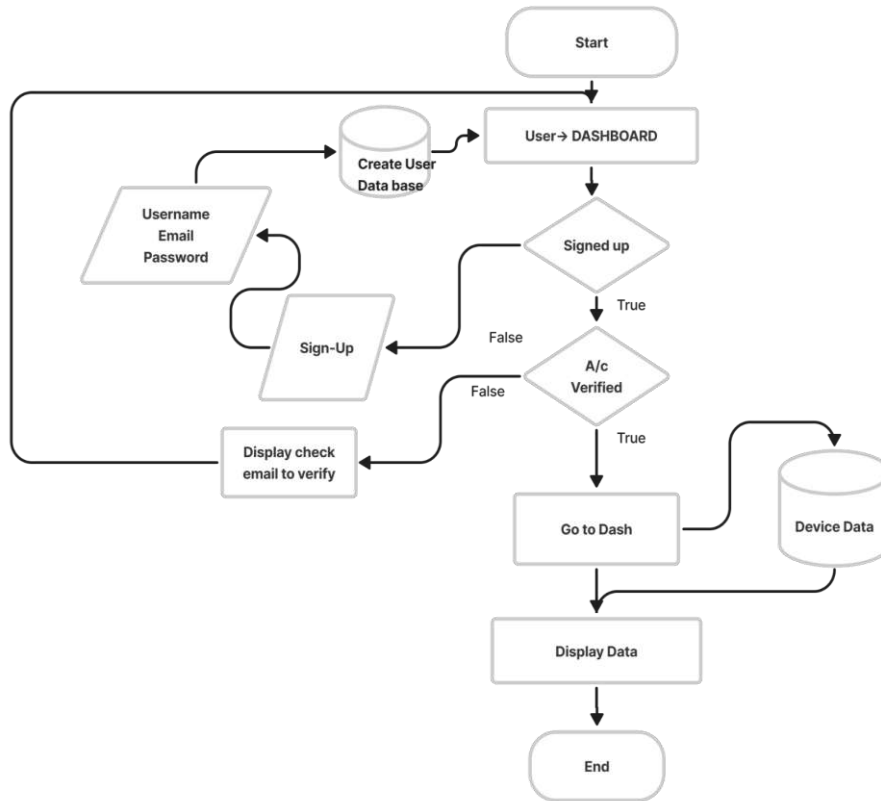 Start
User→ DASHBOARD
Create User
Data base
Username
Email
Password
Signed up
True
False
Sign-Up
A/c
Verified
False
True
Display check
email to verify
Go to Dash
Device Data
Display Data
End